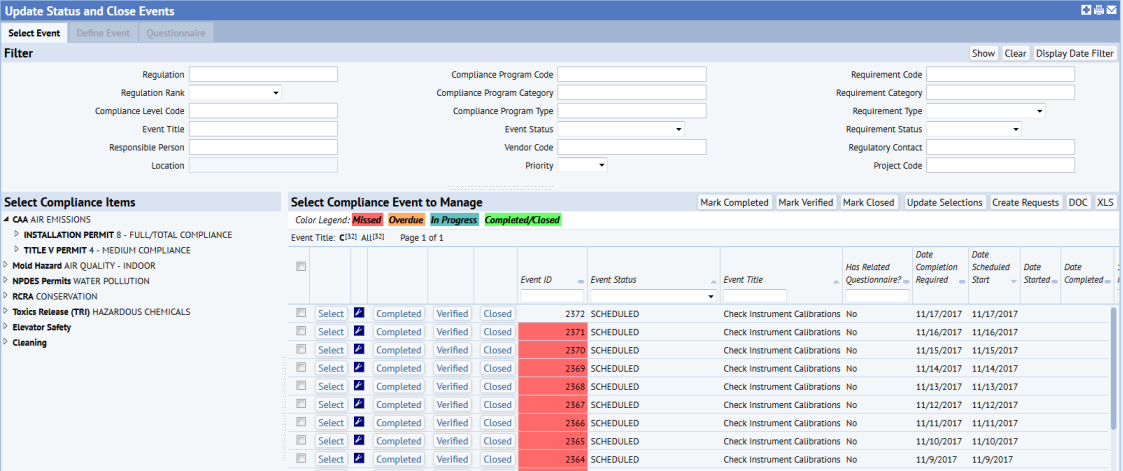 Update Status and Close Events
Select Event Define Event Questionnaire
Filter Show Clear Display Date Filter
Regulation Compliance Program Code Requirement Code
Regulation Rank Compliance Program Category Requirement Category
Compliance Level Code Compliance Program Type Requirement Type
Event Title Event Status Requirement Status
Responsible Person Vendor Code Regulatory Contact
Location Priority Project Code
Select Compliance Items
CAA AIR EMISSIONS
INSTALLATION PERMIT 8 - FULL/TOTAL COMPLIANCE
TITLE V PERMIT 4 - MEDIUM COMPLIANCE
Mold Hazard AIR QUALITY - INDOOR
NPDES Permits WATER POLLUTION
RCRA CONSERVATION
Toxics Release (TRI) HAZARDOUS CHEMICALS
Elevator Safety
Cleaning
Select Compliance Event to Manage Mark Completed Mark Verified Mark Closed Update Selections Create Requests DOC XLS
Color Legend: Missed Overdue In Progress Completed/Closed
Event Title: C[32] All[32] Page 1 of 1
Event ID Event Status Event Title Has Related Questionnaire? Date Completion Required Date Scheduled Start Date Started Date Completed
Select Completed Verified Closed 2372 SCHEDULED Check Instrument Calibrations No 11/17/2017 11/17/2017
Select Completed Verified Closed 2371 SCHEDULED Check Instrument Calibrations No 11/16/2017 11/16/2017
Select Completed Verified Closed 2370 SCHEDULED Check Instrument Calibrations No 11/15/2017 11/15/2017
Select Completed Verified Closed 2369 SCHEDULED Check Instrument Calibrations No 11/14/2017 11/14/2017
Select Completed Verified Closed 2368 SCHEDULED Check Instrument Calibrations No 11/13/2017 11/13/2017
Select Completed Verified Closed 2367 SCHEDULED Check Instrument Calibrations No 11/12/2017 11/12/2017
Select Completed Verified Closed 2366 SCHEDULED Check Instrument Calibrations No 11/11/2017 11/11/2017
Select Completed Verified Closed 2365 SCHEDULED Check Instrument Calibrations No 11/10/2017 11/10/2017
Select Completed Verified Closed 2364 SCHEDULED Check Instrument Calibrations No 11/9/2017 11/9/2017